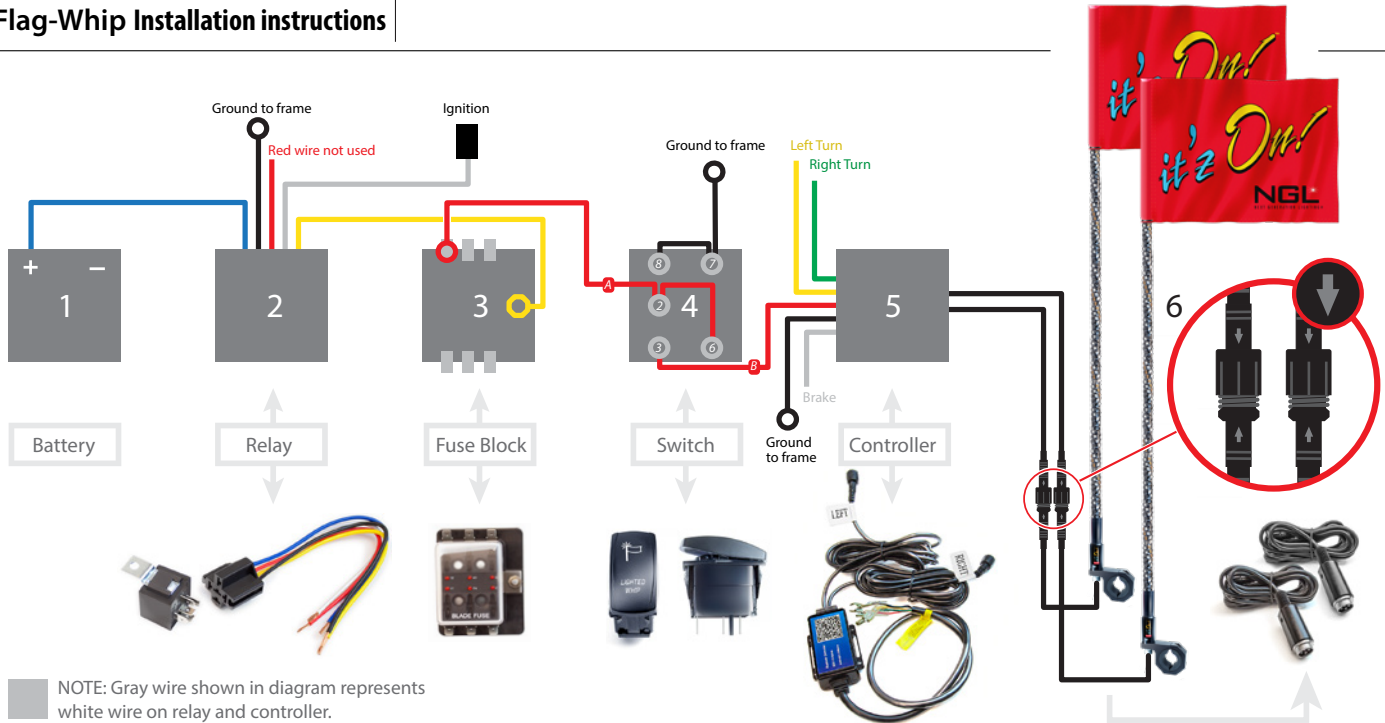 Flag-Whip Installation instructions
it'z On!
it'z On!
NGL
Ground to frame
Ignition
Red wire not used
Ground to frame
Left Turn
Right Turn
+ −
1
2
3
4
5
6
8
7
2
3
6
A
B
Brake
Ground
to frame
Battery
Relay
Fuse Block
Switch
Controller
LEFT
RIGHT
LIGHTED
WHIP
BLADE FUSE
NOTE: Gray wire shown in diagram represents
white wire on relay and controller.